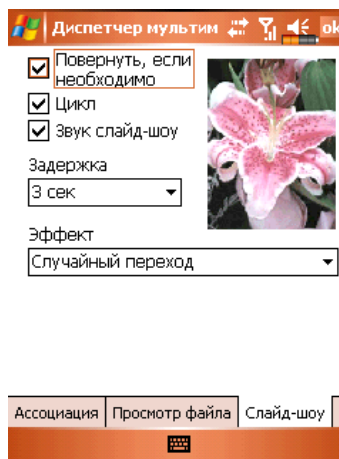 Диспетчер мультим ok
Повернуть, если
необходимо
Цикл
Звук слайд-шоу
Задержка
3 сек
Эффект
Случайный переход
Ассоциация Просмотр файла Слайд-шоу